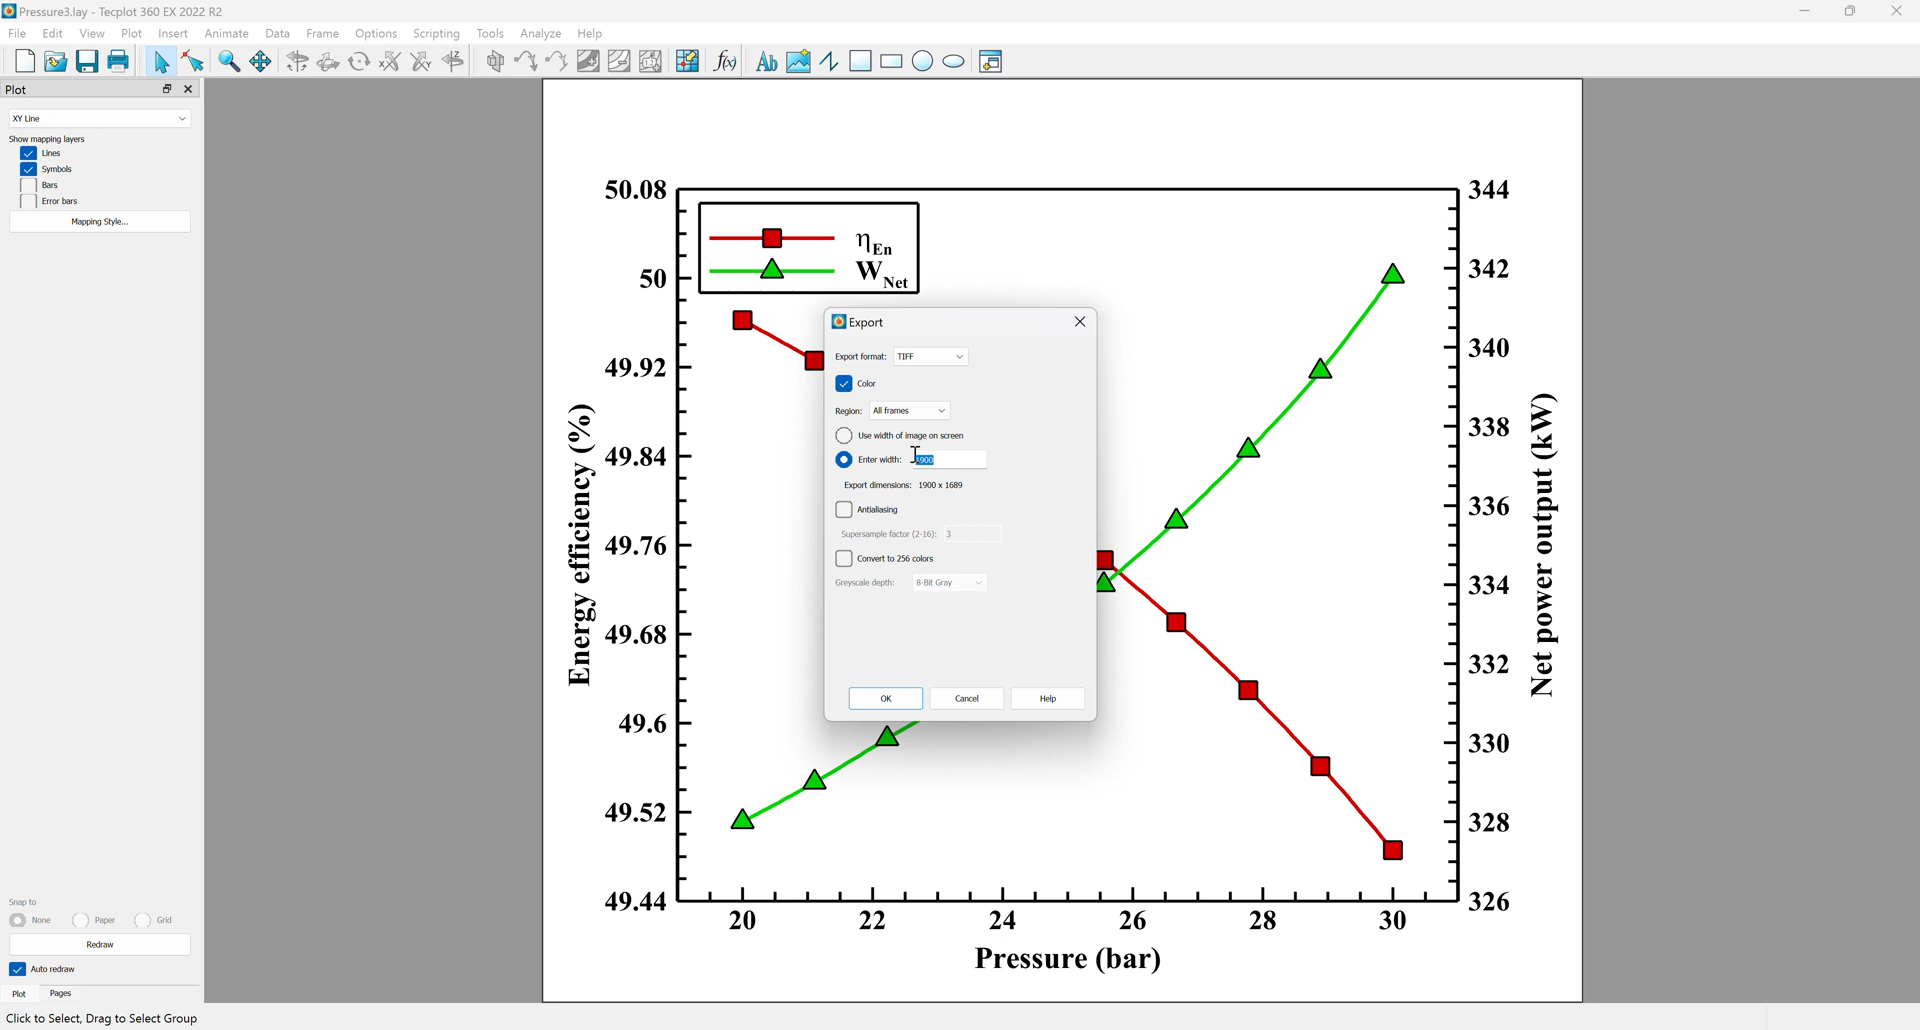 Pressure3.lay - Tecplot 360 EX 2022 R2
File Edit View Plot Insert Animate Data Frame Options Scripting Tools Analyze Help
Plot
XY Line
Show mapping layers
Lines
Symbols
Bars
Error bars
Mapping Style...
Snap to
None Paper Grid
Redraw
Auto redraw
Plot Pages
Click to Select, Drag to Select Group
Energy efficiency (%)
50.08
50
49.92
49.84
49.76
49.68
49.6
49.52
49.44
ηEn
WNet
Export
Export format: TIFF
Color
Region: All frames
Use width of image on screen
Enter width: 1900
Export dimensions: 1900 x 1689
Antialiasing
Supersample factor (2-16): 3
Convert to 256 colors
Greyscale depth: 8-Bit Gray
OK Cancel Help
344
342
340
338
336
334
332
330
328
326
Net power output (kW)
20 22 24 26 28 30
Pressure (bar)